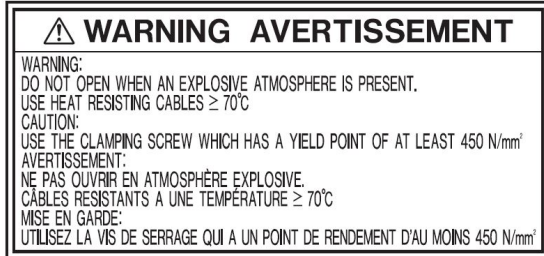 ⚠ WARNING AVERTISSEMENT
WARNING:
DO NOT OPEN WHEN AN EXPLOSIVE ATMOSPHERE IS PRESENT.
USE HEAT RESISTING CABLES ≥ 70℃
CAUTION:
USE THE CLAMPING SCREW WHICH HAS A YIELD POINT OF AT LEAST 450 N/mm²
AVERTISSEMENT:
NE PAS OUVRIR EN ATMOSPHÈRE EXPLOSIVE.
CÂBLES RESISTANTS A UNE TEMPÉRATURE ≥ 70℃
MISE EN GARDE:
UTILISEZ LA VIS DE SERRAGE QUI A UN POINT DE RENDEMENT D'AU MOINS 450 N/mm²